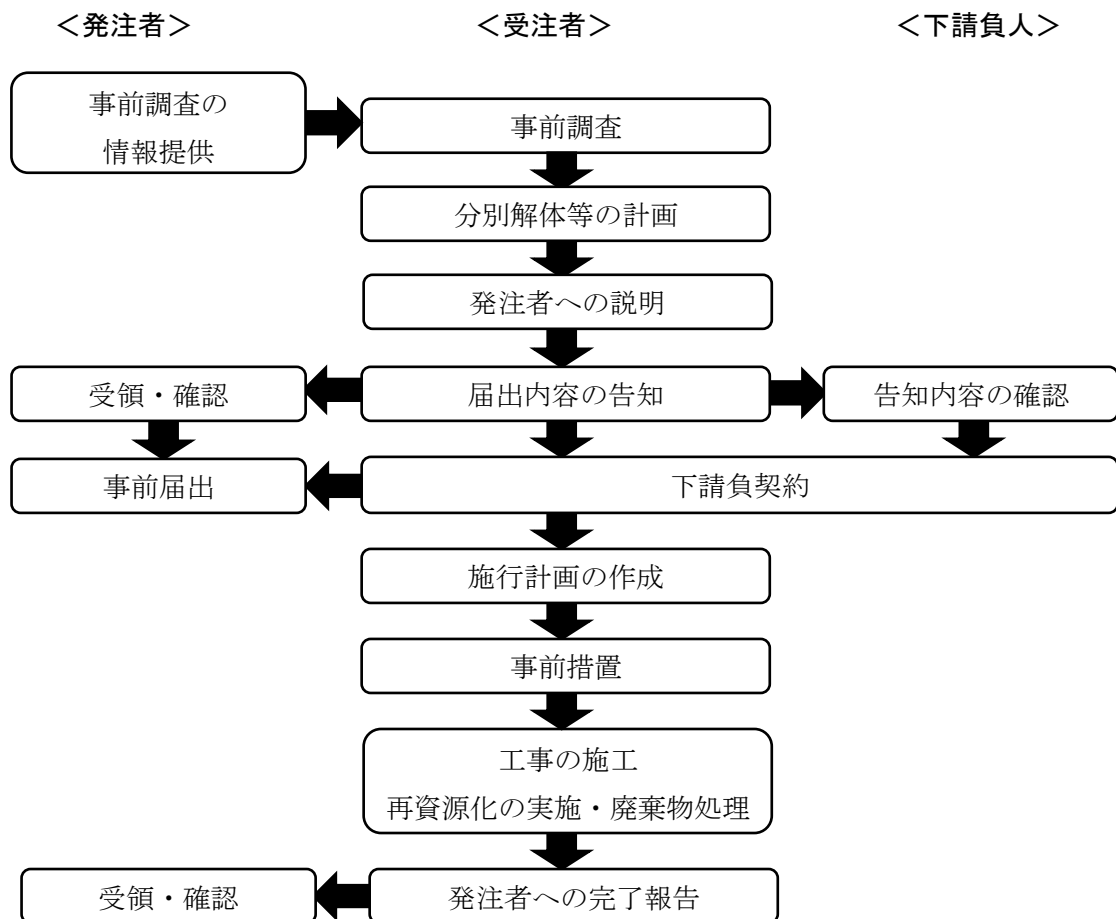 ＜発注者＞
＜受注者＞
＜下請負人＞
事前調査の
情報提供
事前調査
分別解体等の計画
発注者への説明
受領・確認
届出内容の告知
告知内容の確認
事前届出
下請負契約
施行計画の作成
事前措置
工事の施工
再資源化の実施・廃棄物処理
受領・確認
発注者への完了報告